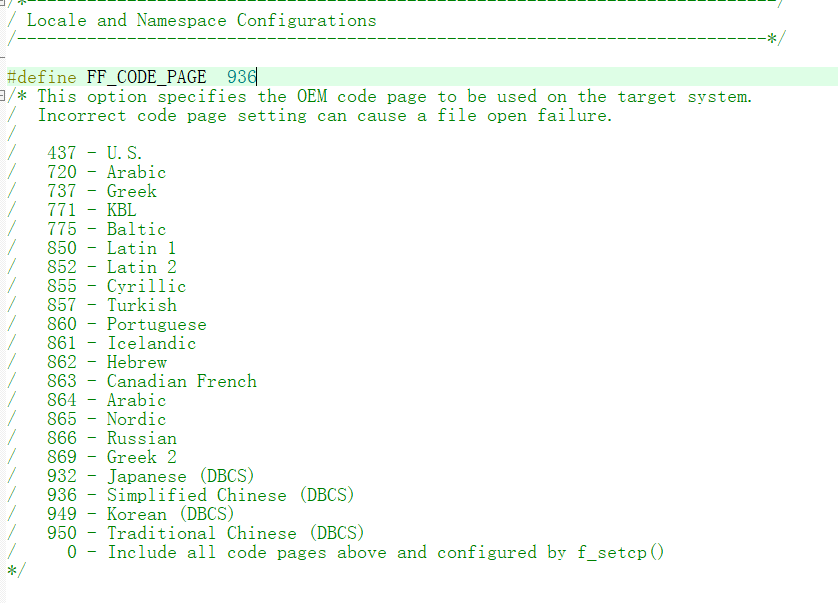 /*---------------------------------------------------------------------------/
/ Locale and Namespace Configurations
/---------------------------------------------------------------------------*/
#define FF_CODE_PAGE  936
/* This option specifies the OEM code page to be used on the target system.
/  Incorrect code page setting can cause a file open failure.
/
/   437 - U.S.
/   720 - Arabic
/   737 - Greek
/   771 - KBL
/   775 - Baltic
/   850 - Latin 1
/   852 - Latin 2
/   855 - Cyrillic
/   857 - Turkish
/   860 - Portuguese
/   861 - Icelandic
/   862 - Hebrew
/   863 - Canadian French
/   864 - Arabic
/   865 - Nordic
/   866 - Russian
/   869 - Greek 2
/   932 - Japanese (DBCS)
/   936 - Simplified Chinese (DBCS)
/   949 - Korean (DBCS)
/   950 - Traditional Chinese (DBCS)
/     0 - Include all code pages above and configured by f_setcp()
*/